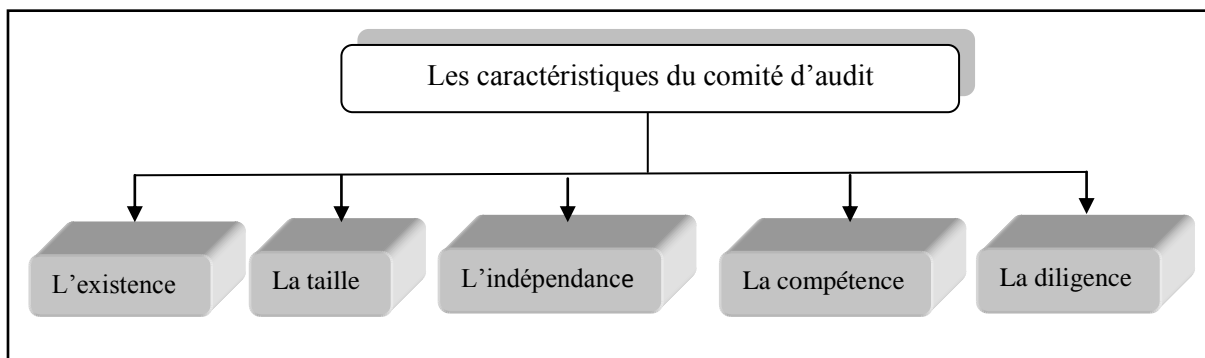 Les caractéristiques du comité d’audit
L’existence
La taille
L’indépendance
La compétence
La diligence